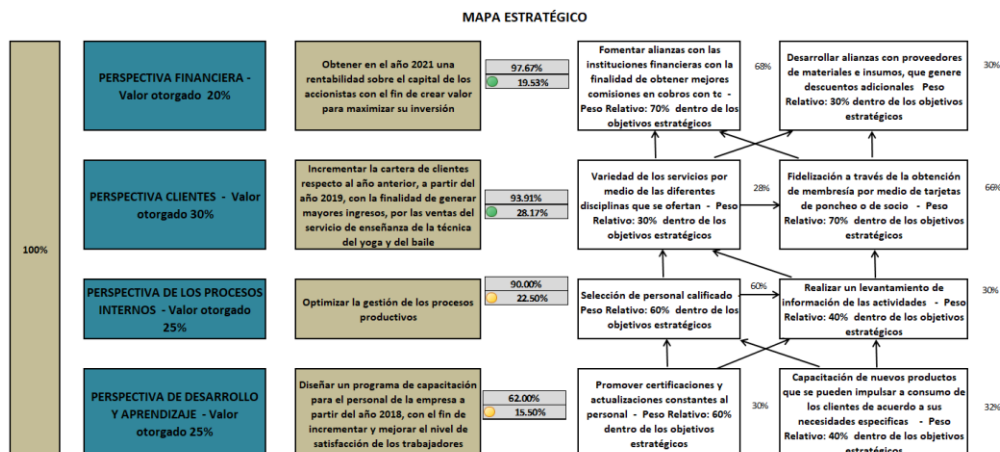 MAPA ESTRATÉGICO
100%
PERSPECTIVA FINANCIERA -
Valor otorgado 20%
Obtener en el año 2021 una
rentabilidad sobre el capital de los
accionistas con el fin de crear valor
para maximizar su inversión
97.67%
19.53%
Fomentar alianzas con las
instituciones financieras con la
finalidad de obtener mejores
comisiones en cobros con tc -
Peso Relativo: 70% dentro de los
objetivos estratégicos
68%
Desarrollar alianzas con proveedores
de materiales e insumos, que genere
descuentos adicionales Peso
Relativo: 30% dentro de los objetivos
estratégicos
30%
PERSPECTIVA CLIENTES - Valor
otorgado 30%
Incrementar la cartera de clientes
respecto al año anterior, a partir del
año 2019, con la finalidad de generar
mayores ingresos, por las ventas del
servicio de enseñanza de la técnica
del yoga y del baile
93.91%
28.17%
Variedad de los servicios por
medio de las diferentes
disciplinas que se ofertan - Peso
Relativo: 30% dentro de los
objetivos estratégicos
28%
Fidelización a través de la obtención
de membresía por medio de tarjetas
de poncheo o de socio - Peso
Relativo: 70% dentro de los objetivos
estratégicos
66%
PERSPECTIVA DE LOS PROCESOS
INTERNOS - Valor otorgado
25%
Optimizar la gestión de los procesos
productivos
90.00%
22.50%
Selección de personal calificado
Peso Relativo: 60% dentro de los
objetivos estratégicos
60%
Realizar un levantamiento de
información de las actividades - Peso
Relativo: 40% dentro de los objetivos
estratégicos
30%
PERSPECTIVA DE DESARROLLO
Y APRENDIZAJE - Valor
otorgado 25%
Diseñar un programa de capacitación
para el personal de la empresa a
partir del año 2018, con el fin de
incrementar y mejorar el nivel de
satisfacción de los trabajadores
62.00%
15.50%
Promover certificaciones y
actualizaciones constantes al
personal - Peso Relativo: 60%
dentro de los objetivos
estratégicos
30%
Capacitación de nuevos productos
que se pueden impulsar a consumo de
los clientes de acuerdo a sus
necesidades especificas - Peso
Relativo: 40% dentro de los objetivos
estratégicos
32%